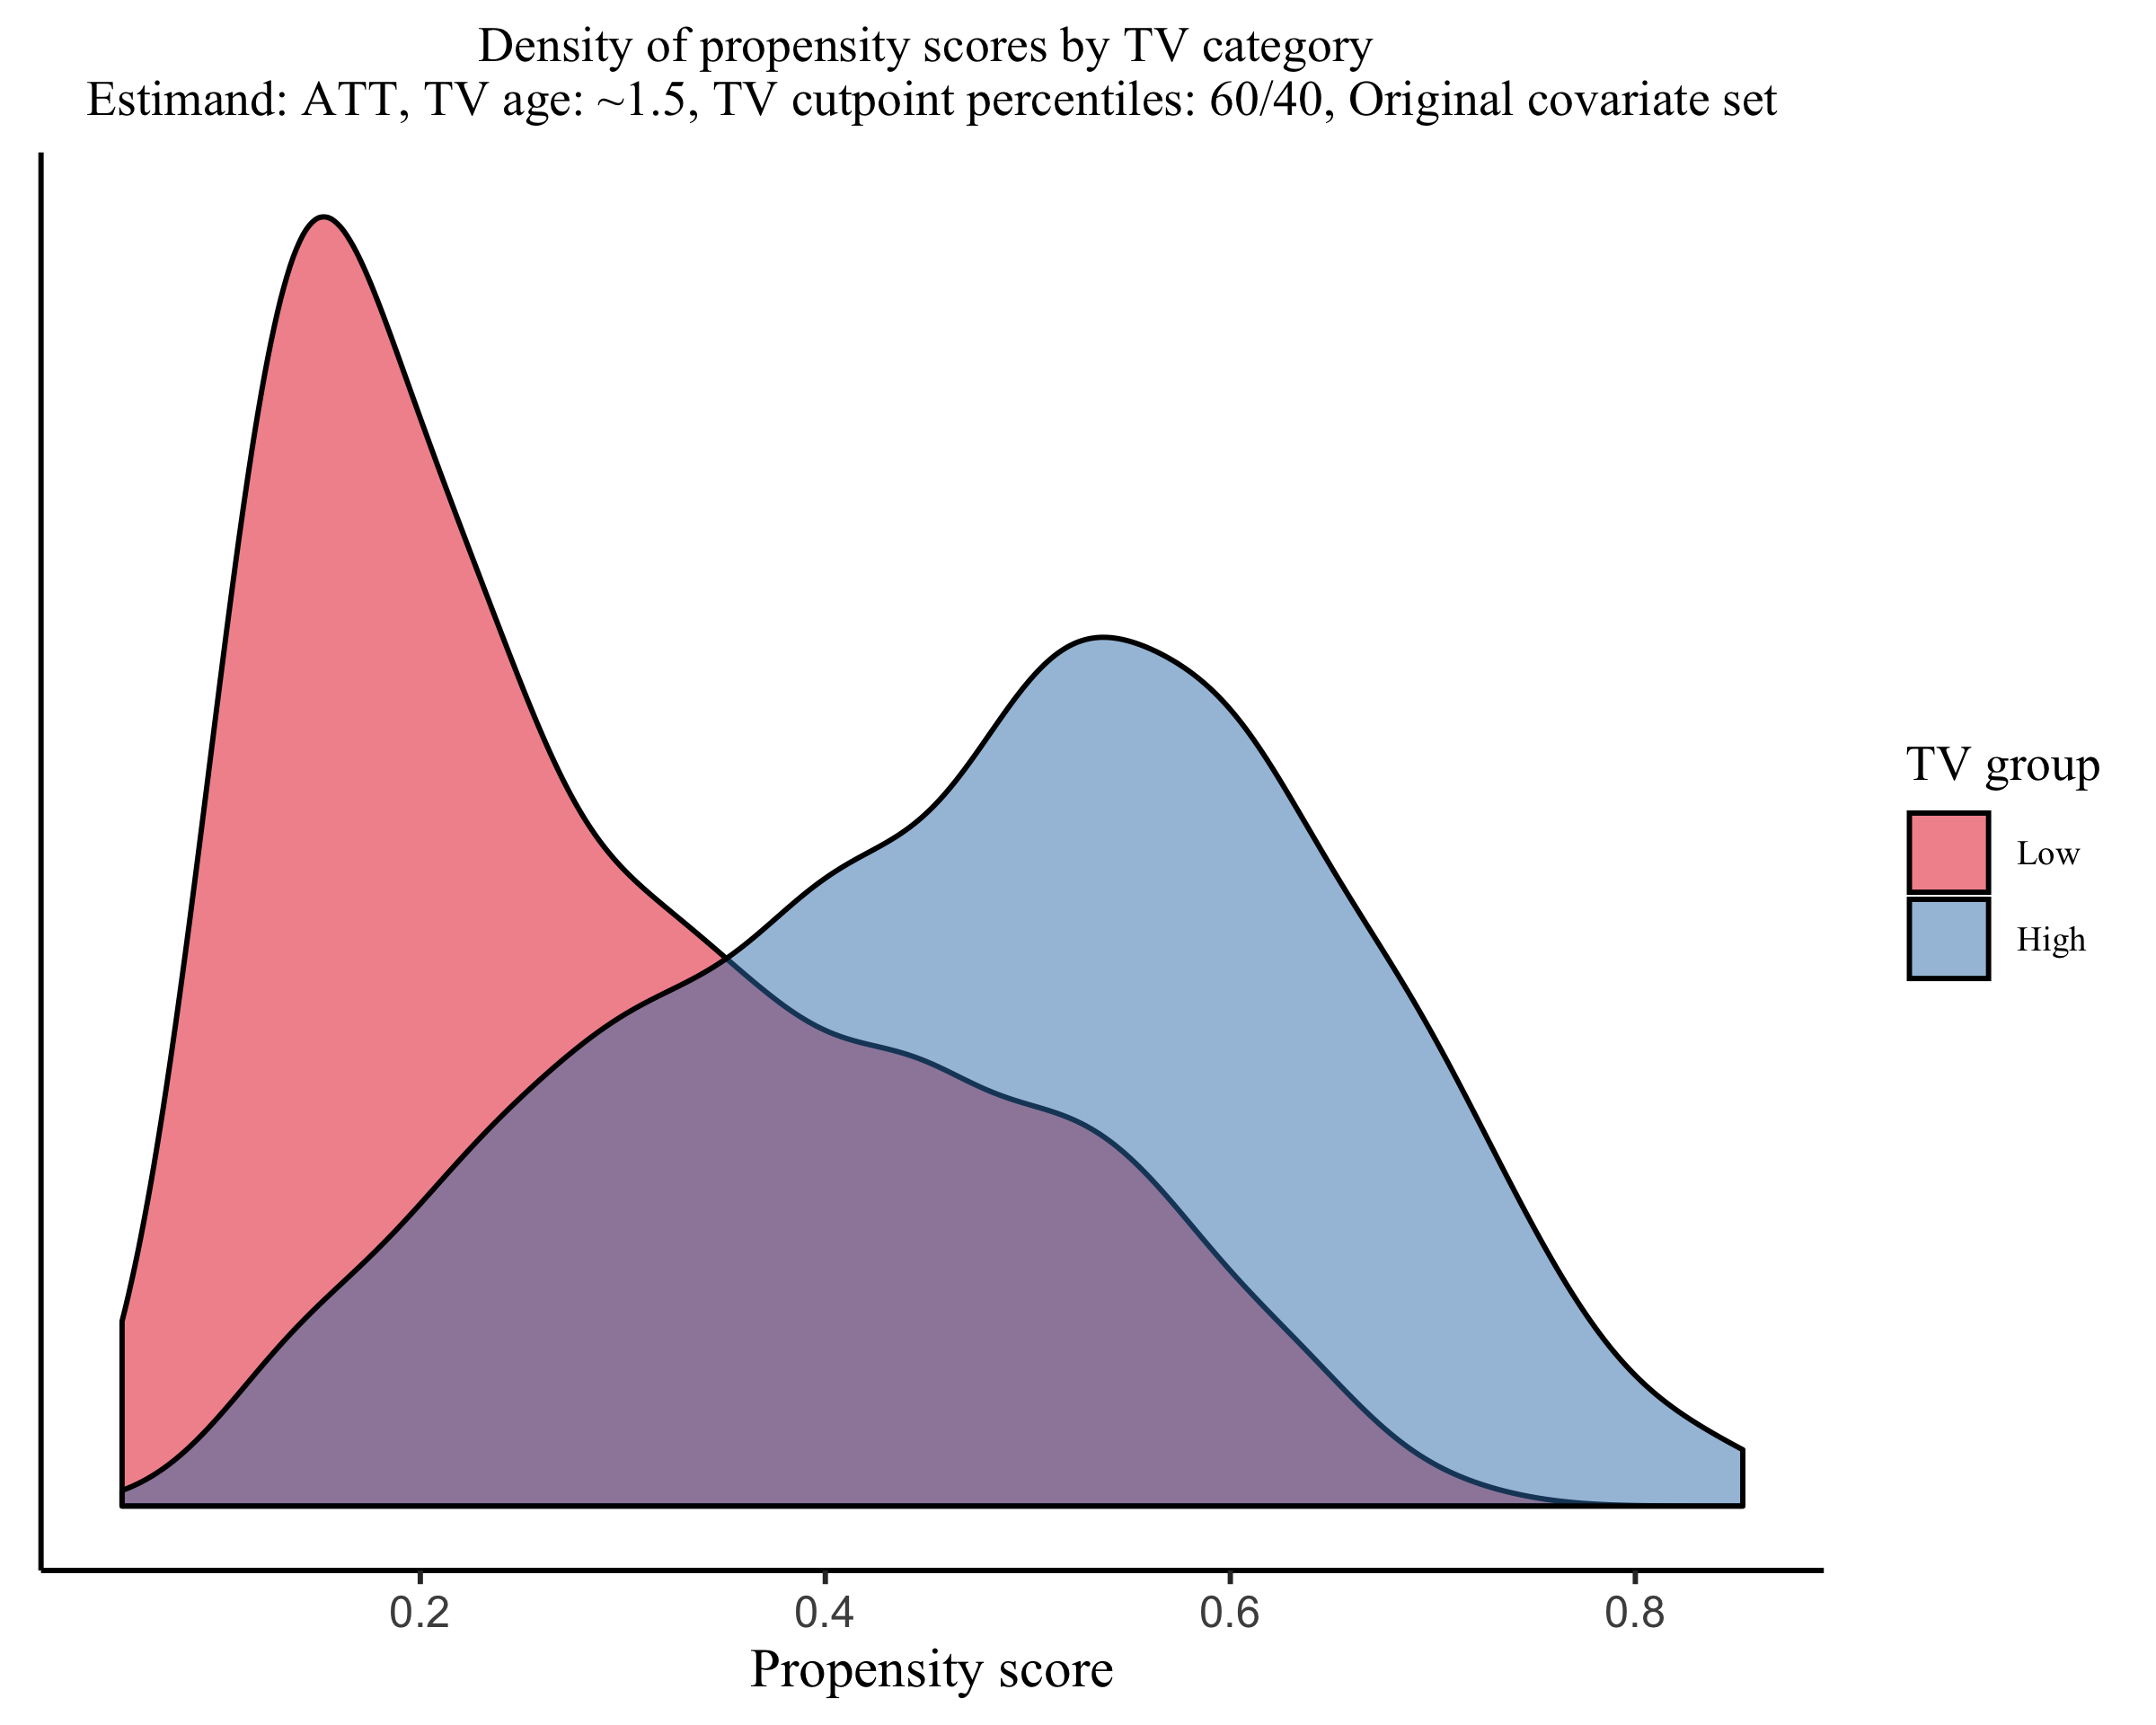 Density of propensity scores by TV category
Estimand: ATT, TV age: ~1.5, TV cutpoint percentiles: 60/40, Original covariate set
TV group
Low
High
0.2 0.4 0.6 0.8
Propensity score